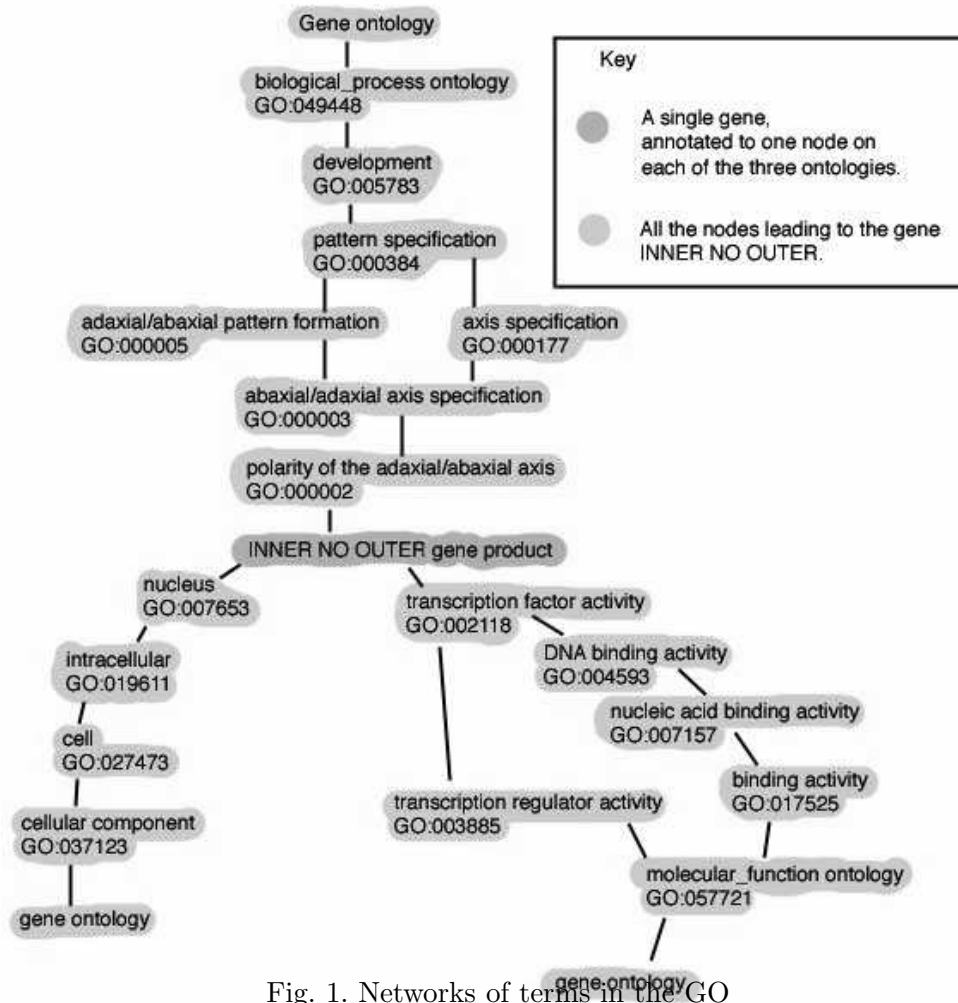 Gene ontology
biological_process ontology
GO:049448
development
GO:005783
pattern specification
GO:000384
adaxial/abaxial pattern formation
GO:000005
axis specification
GO:000177
abaxial/adaxial axis specification
GO:000003
polarity of the adaxial/abaxial axis
GO:000002
INNER NO OUTER gene product
nucleus
GO:007653
intracellular
GO:019611
cell
GO:027473
cellular component
GO:037123
gene ontology
transcription factor activity
GO:002118
DNA binding activity
GO:004593
nucleic acid binding activity
GO:007157
binding activity
GO:017525
transcription regulator activity
GO:003885
molecular_function ontology
GO:057721
gene ontology
Key
A single gene,
annotated to one node on
each of the three ontologies.
All the nodes leading to the gene
INNER NO OUTER.
Fig. 1. Networks of terms in the GO